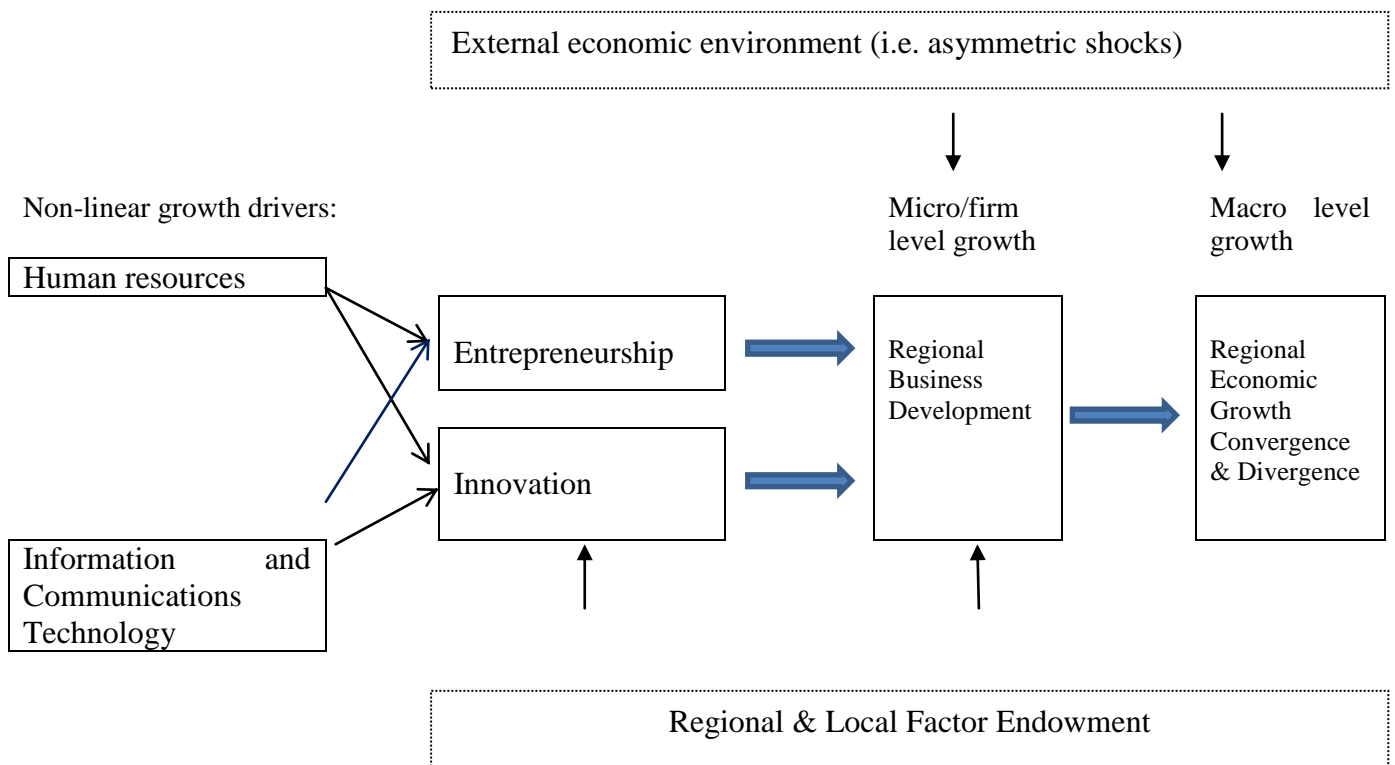 External economic environment (i.e. asymmetric shocks)
Non-linear growth drivers:
Micro/firm
level growth
Macro level
growth
Human resources
Entrepreneurship
Regional
Business
Development
Regional
Economic
Growth
Convergence
& Divergence
Innovation
Information and
Communications
Technology
Regional & Local Factor Endowment